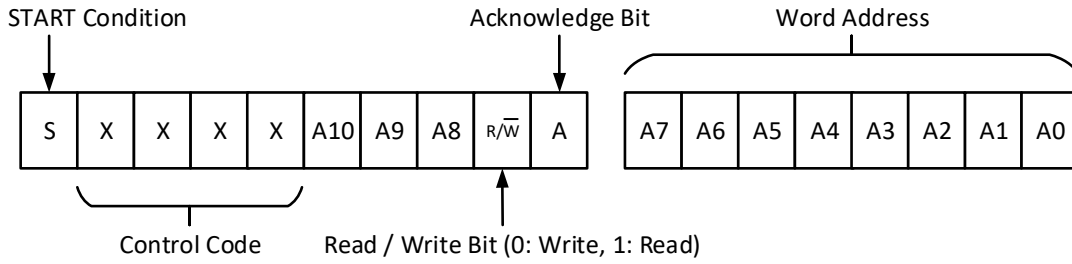 START Condition Acknowledge Bit Word Address
S X X X X A10 A9 A8 R/W̅ A A7 A6 A5 A4 A3 A2 A1 A0
Control Code Read / Write Bit (0: Write, 1: Read)